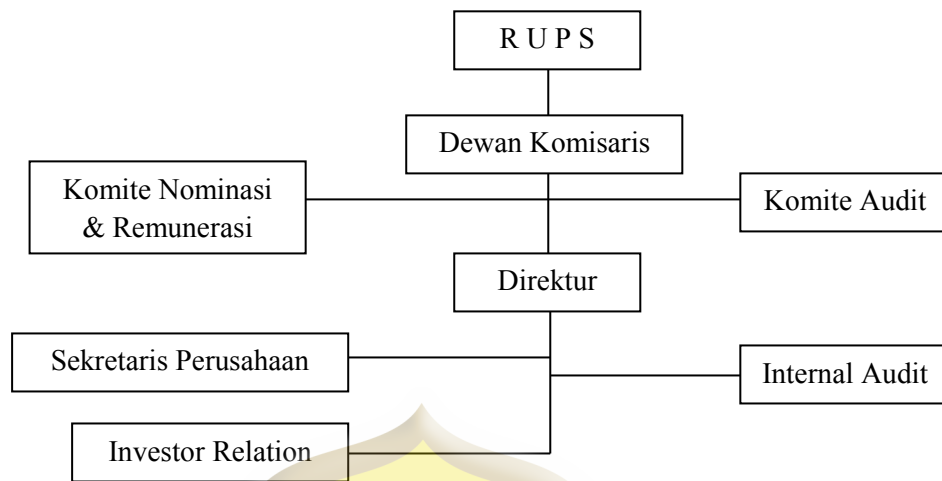 R U P S
Dewan Komisaris
Komite Nominasi
& Remunerasi
Komite Audit
Direktur
Sekretaris Perusahaan
Internal Audit
Investor Relation